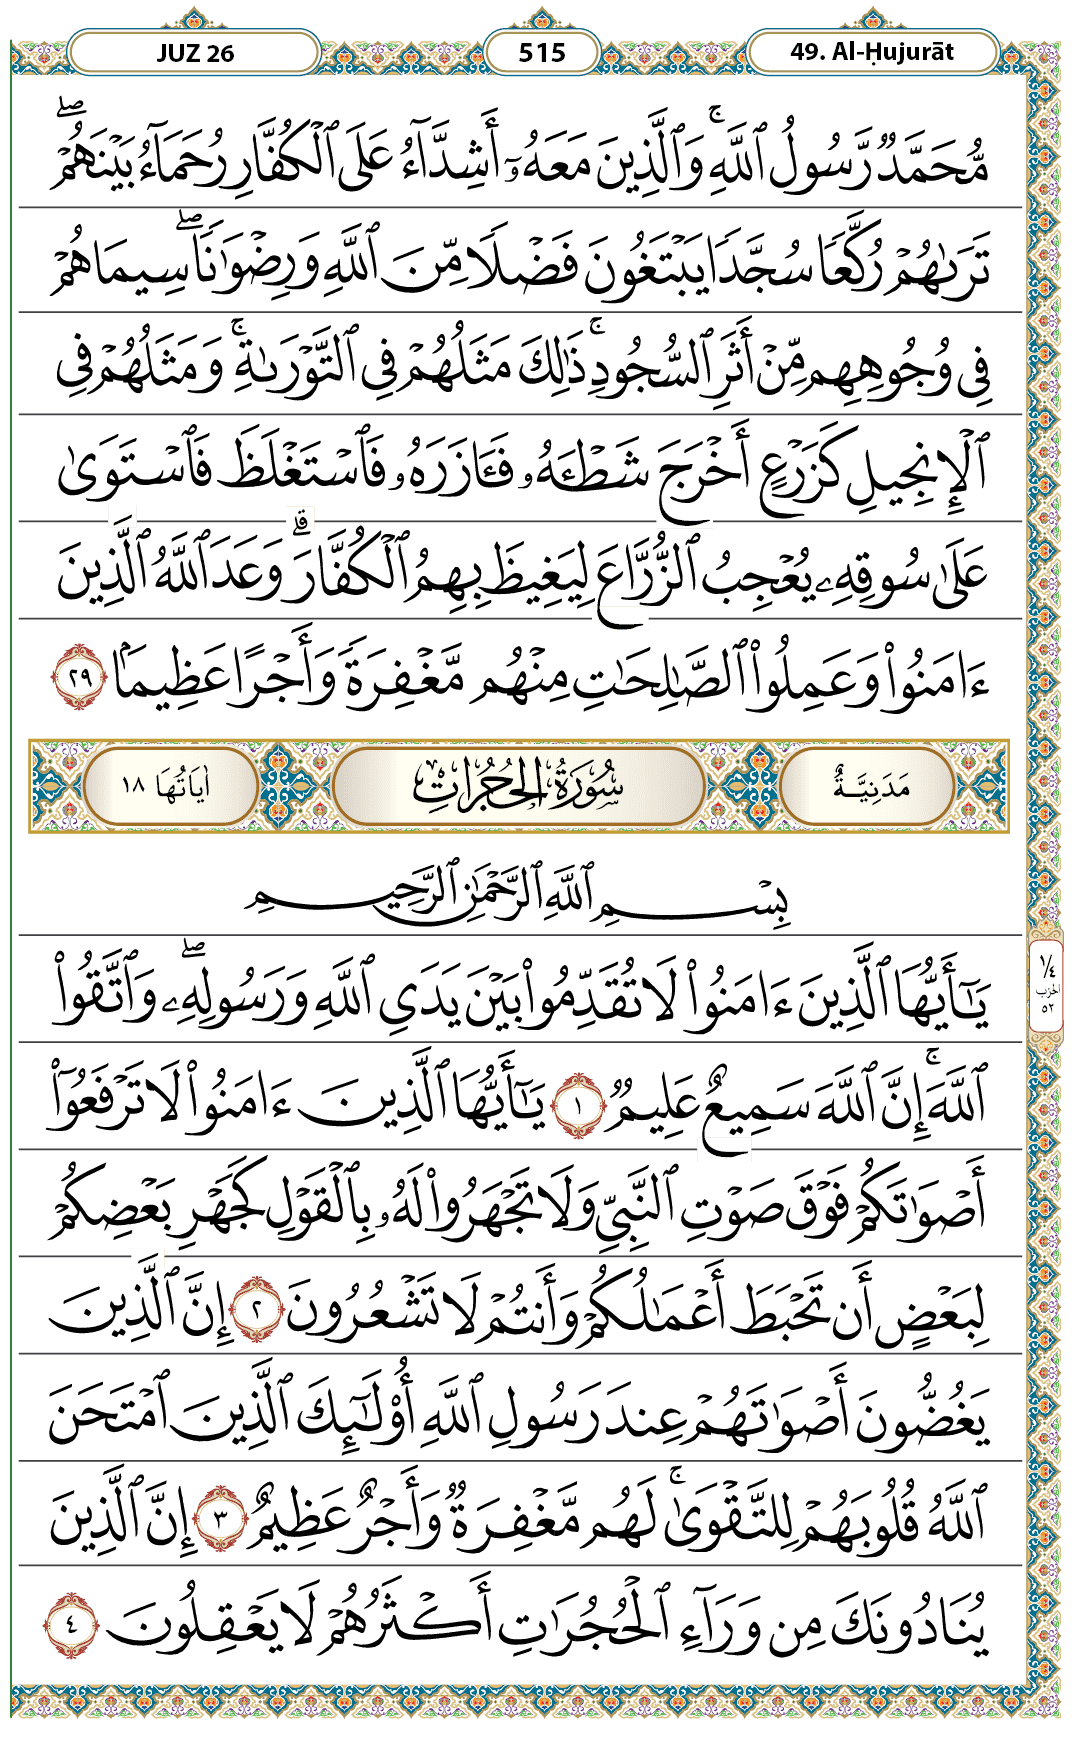 JUZ 26
515
49. Al-Ḥujurāt
مُّحَمَّدٌ رَّسُولُ ٱللَّهِۚ وَٱلَّذِينَ مَعَهُۥٓ أَشِدَّآءُ عَلَى ٱلْكُفَّارِ رُحَمَآءُ بَيْنَهُمْۖ
تَرَىٰهُمْ رُكَّعًا سُجَّدًا يَبْتَغُونَ فَضْلًا مِّنَ ٱللَّهِ وَرِضْوَٰنًاۖ سِيمَاهُمْ
فِى وُجُوهِهِم مِّنْ أَثَرِ ٱلسُّجُودِۚ ذَٰلِكَ مَثَلُهُمْ فِى ٱلتَّوْرَىٰةِۚ وَمَثَلُهُمْ فِى
ٱلْإِنجِيلِ كَزَرْعٍ أَخْرَجَ شَطْـَٔهُۥ فَـَٔازَرَهُۥ فَٱسْتَغْلَظَ فَٱسْتَوَىٰ
عَلَىٰ سُوقِهِۦ يُعْجِبُ ٱلزُّرَّاعَ لِيَغِيظَ بِهِمُ ٱلْكُفَّارَۗ وَعَدَ ٱللَّهُ ٱلَّذِينَ
ءَامَنُوا۟ وَعَمِلُوا۟ ٱلصَّـٰلِحَـٰتِ مِنْهُم مَّغْفِرَةً وَأَجْرًا عَظِيمًۢا ٢٩
مَدَنِيَّةٌ سُورَةُ الْحُجُرَاتِ اٰيَاتُهَا ١٨
بِسْمِ ٱللَّهِ ٱلرَّحْمَـٰنِ ٱلرَّحِيمِ
يَـٰٓأَيُّهَا ٱلَّذِينَ ءَامَنُوا۟ لَا تُقَدِّمُوا۟ بَيْنَ يَدَىِ ٱللَّهِ وَرَسُولِهِۦۖ وَٱتَّقُوا۟
ٱللَّهَۚ إِنَّ ٱللَّهَ سَمِيعٌ عَلِيمٌ ١ يَـٰٓأَيُّهَا ٱلَّذِينَ ءَامَنُوا۟ لَا تَرْفَعُوٓا۟
أَصْوَٰتَكُمْ فَوْقَ صَوْتِ ٱلنَّبِىِّ وَلَا تَجْهَرُوا۟ لَهُۥ بِٱلْقَوْلِ كَجَهْرِ بَعْضِكُمْ
لِبَعْضٍ أَن تَحْبَطَ أَعْمَـٰلُكُمْ وَأَنتُمْ لَا تَشْعُرُونَ ٢ إِنَّ ٱلَّذِينَ
يَغُضُّونَ أَصْوَٰتَهُمْ عِندَ رَسُولِ ٱللَّهِ أُو۟لَـٰٓئِكَ ٱلَّذِينَ ٱمْتَحَنَ
ٱللَّهُ قُلُوبَهُمْ لِلتَّقْوَىٰۚ لَهُم مَّغْفِرَةٌ وَأَجْرٌ عَظِيمٌ ٣ إِنَّ ٱلَّذِينَ
يُنَادُونَكَ مِن وَرَآءِ ٱلْحُجُرَٰتِ أَكْثَرُهُمْ لَا يَعْقِلُونَ ٤
١/٤
الحزب
٥٢